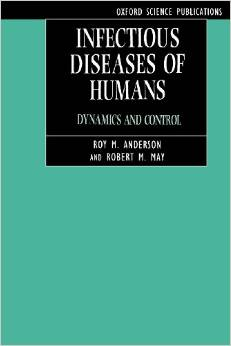 OXFORD SCIENCE PUBLICATIONS
INFECTIOUS
DISEASES OF
HUMANS
DYNAMICS AND CONTROL
ROY M. ANDERSON
AND ROBERT M. MAY